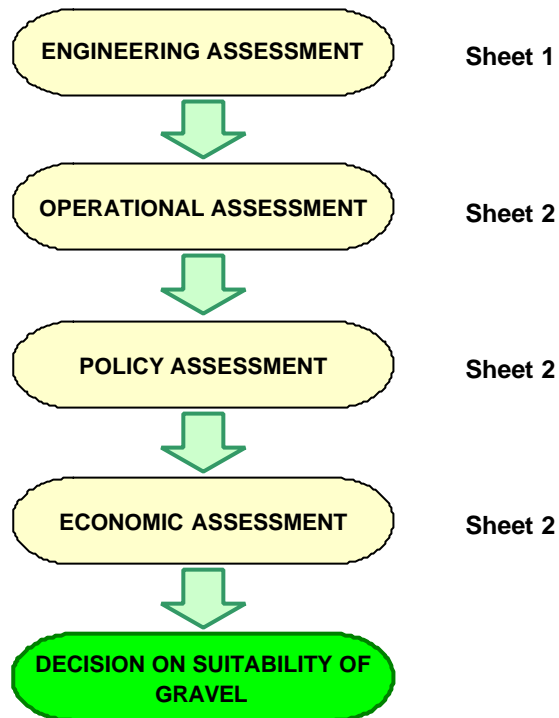 ENGINEERING ASSESSMENT Sheet 1
OPERATIONAL ASSESSMENT Sheet 2
POLICY ASSESSMENT Sheet 2
ECONOMIC ASSESSMENT Sheet 2
DECISION ON SUITABILITY OF
GRAVEL